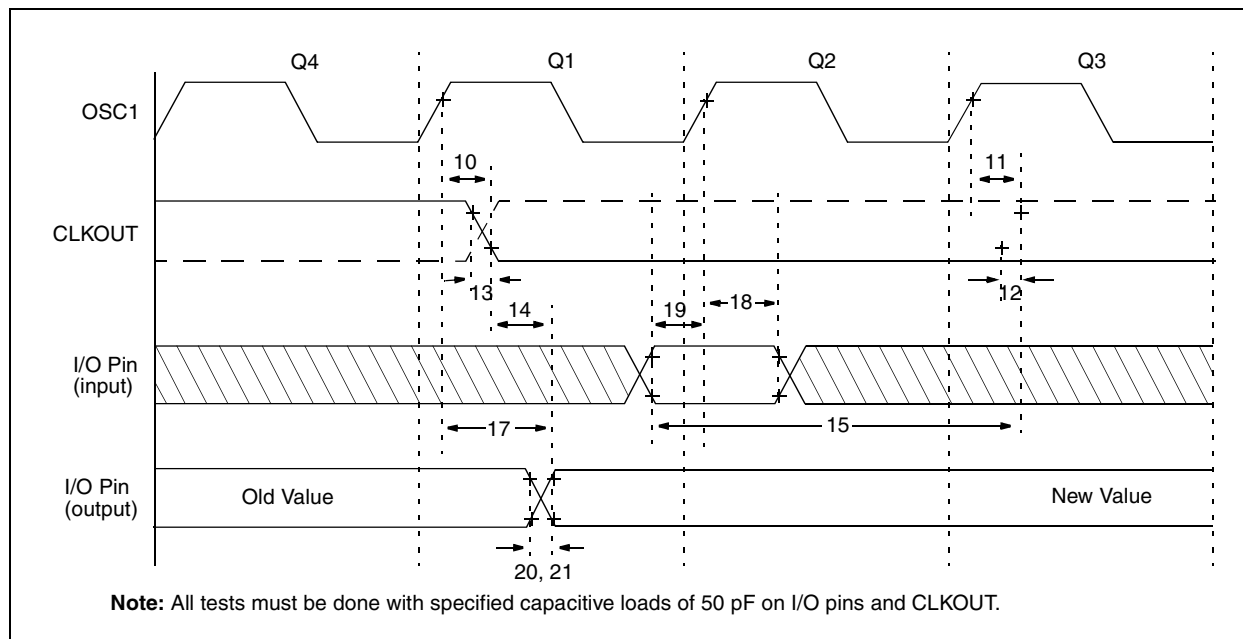 Q4 Q1 Q2 Q3
OSC1
10 11
CLKOUT
13 12
14 19 18
I/O Pin
(input)
17 15
I/O Pin
(output)
Old Value New Value
20, 21
Note: All tests must be done with specified capacitive loads of 50 pF on I/O pins and CLKOUT.